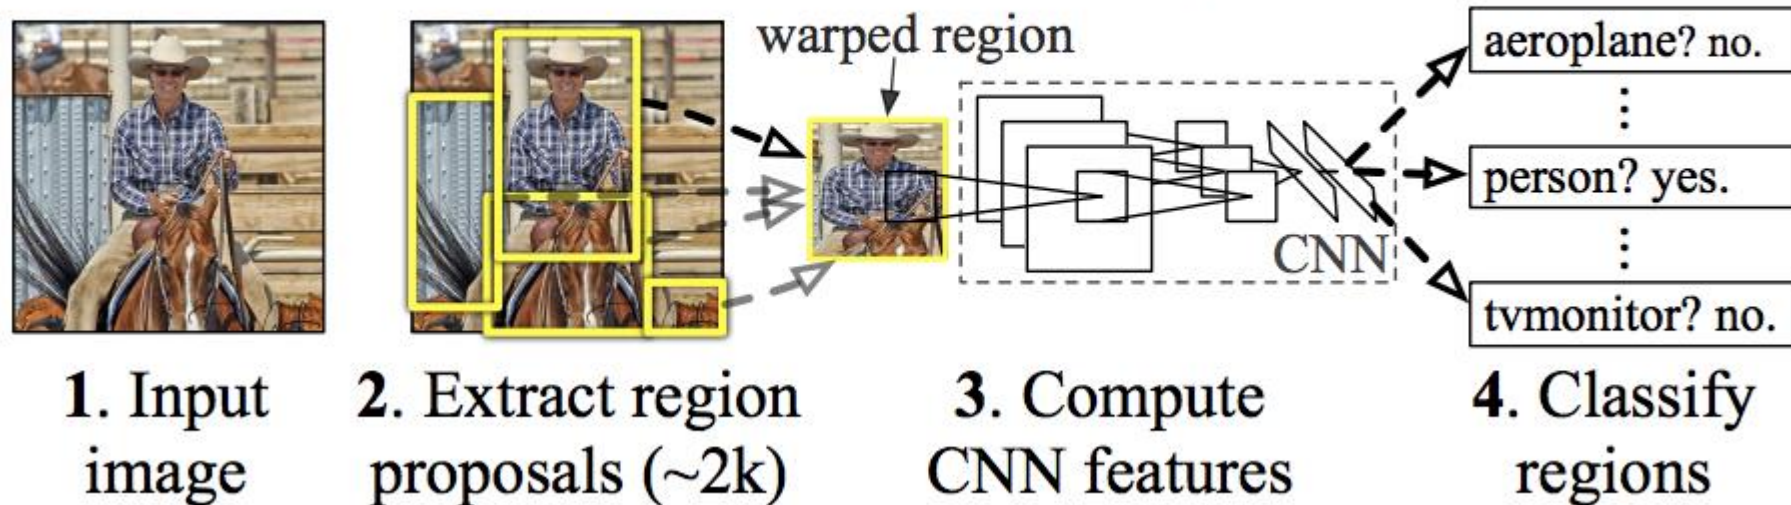 warped region
aeroplane? no.
person? yes.
CNN
tvmonitor? no.
1. Input
image
2. Extract region
proposals (~2k)
3. Compute
CNN features
4. Classify
regions